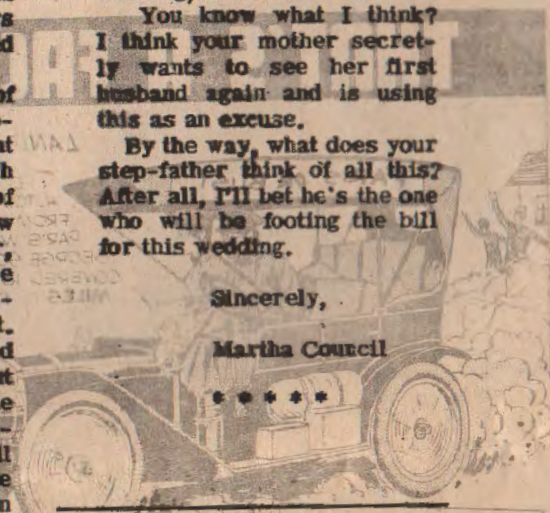 You know what I think?
I think your mother secret-
ly wants to see her first
husband again and is using
this as an excuse.
By the way, what does your
step-father think of all this?
After all, I'll bet he's the one
who will be footing the bill
for this wedding.
Sincerely,
Martha Council
* * * * *